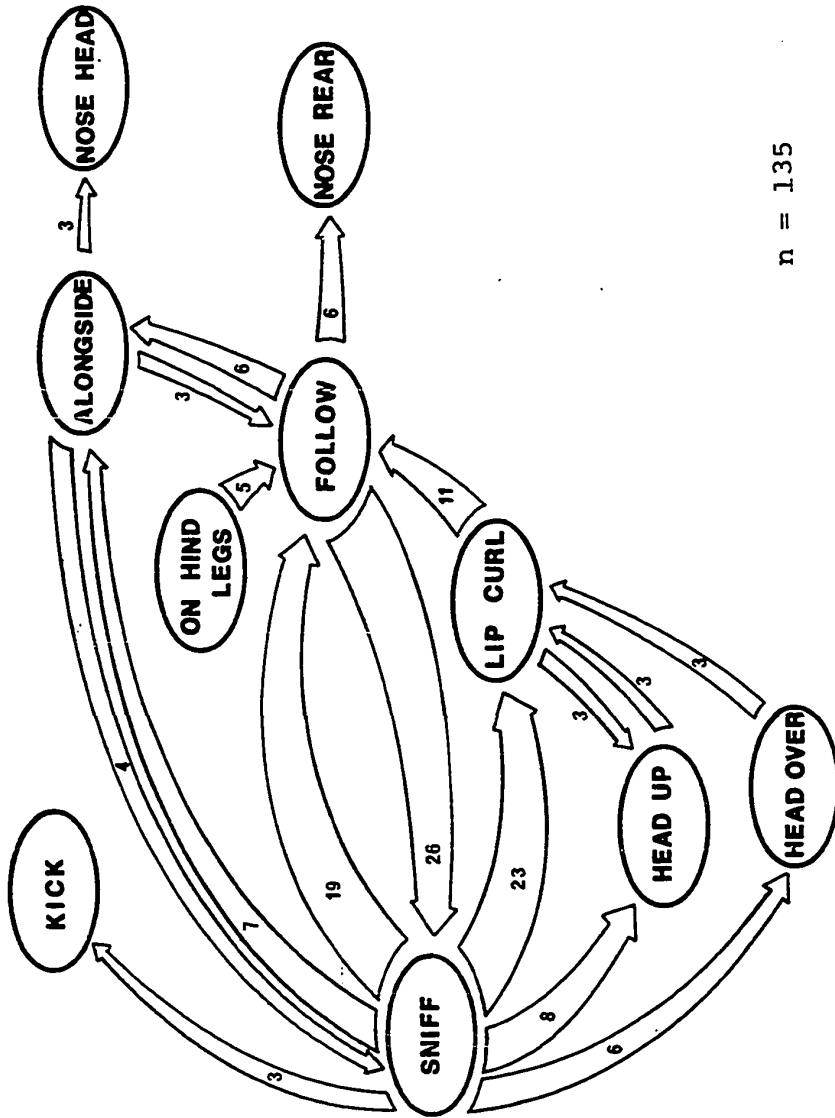 NOSE HEAD
3
ALONGSIDE
NOSE REAR
6
6
3
FOLLOW
5
ON HIND
LEGS
11
LIP CURL
3
3
3
KICK
4
7
19
26
23
HEAD UP
HEAD OVER
8
6
SNIFF
3
n = 135